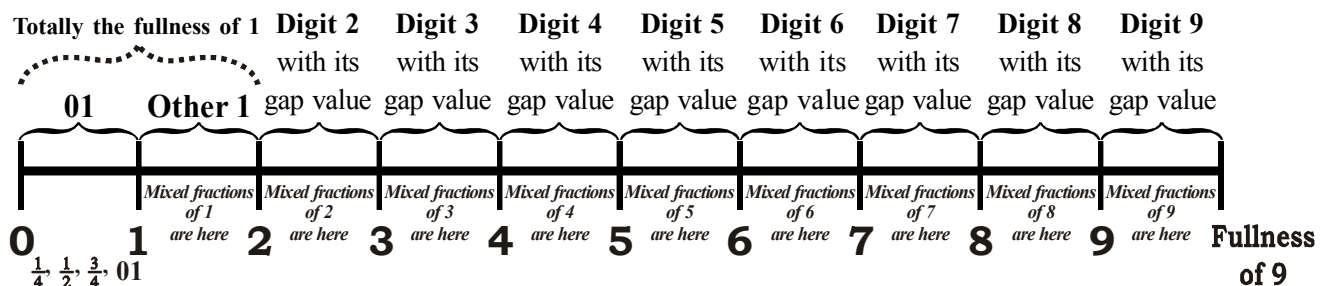 Totally the fullness of 1 Digit 2 Digit 3 Digit 4 Digit 5 Digit 6 Digit 7 Digit 8 Digit 9
with its with its with its with its with its with its with its with its
01 Other 1 gap value gap value gap value gap value gap value gap value gap value gap value
Mixed fractions Mixed fractions Mixed fractions Mixed fractions Mixed fractions Mixed fractions Mixed fractions Mixed fractions Mixed fractions
of 1 of 2 of 3 of 4 of 5 of 6 of 7 of 8 of 9
0 1 are here 2 are here 3 are here 4 are here 5 are here 6 are here 7 are here 8 are here 9 are here Fullness
1/4, 1/2, 3/4, 01 of 9